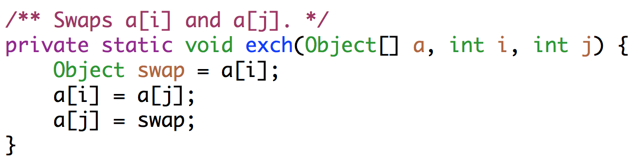 /** Swaps a[i] and a[j]. */
private static void exch(Object[] a, int i, int j) {
    Object swap = a[i];
    a[i] = a[j];
    a[j] = swap;
}